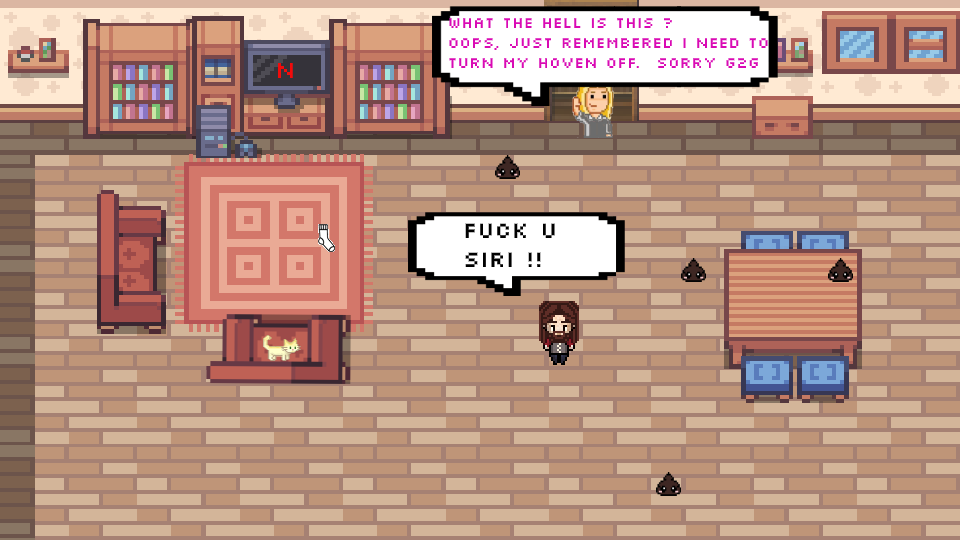 WHAT THE HELL IS THIS ?
OOPS, JUST REMEMBERED I NEED TO
TURN MY HOVEN OFF. SORRY G2G
N
FUCK U
SIRI !!